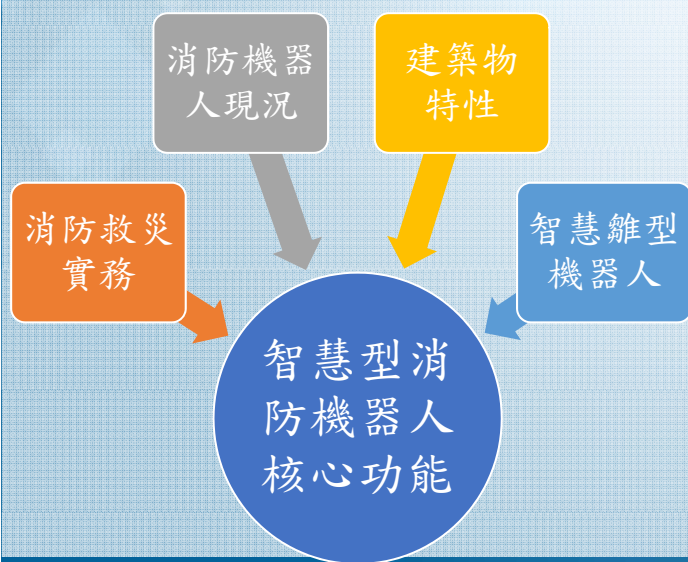 消防機器
人現況
建築物
特性
消防救災
實務
智慧雛型
機器人
智慧型消
防機器人
核心功能